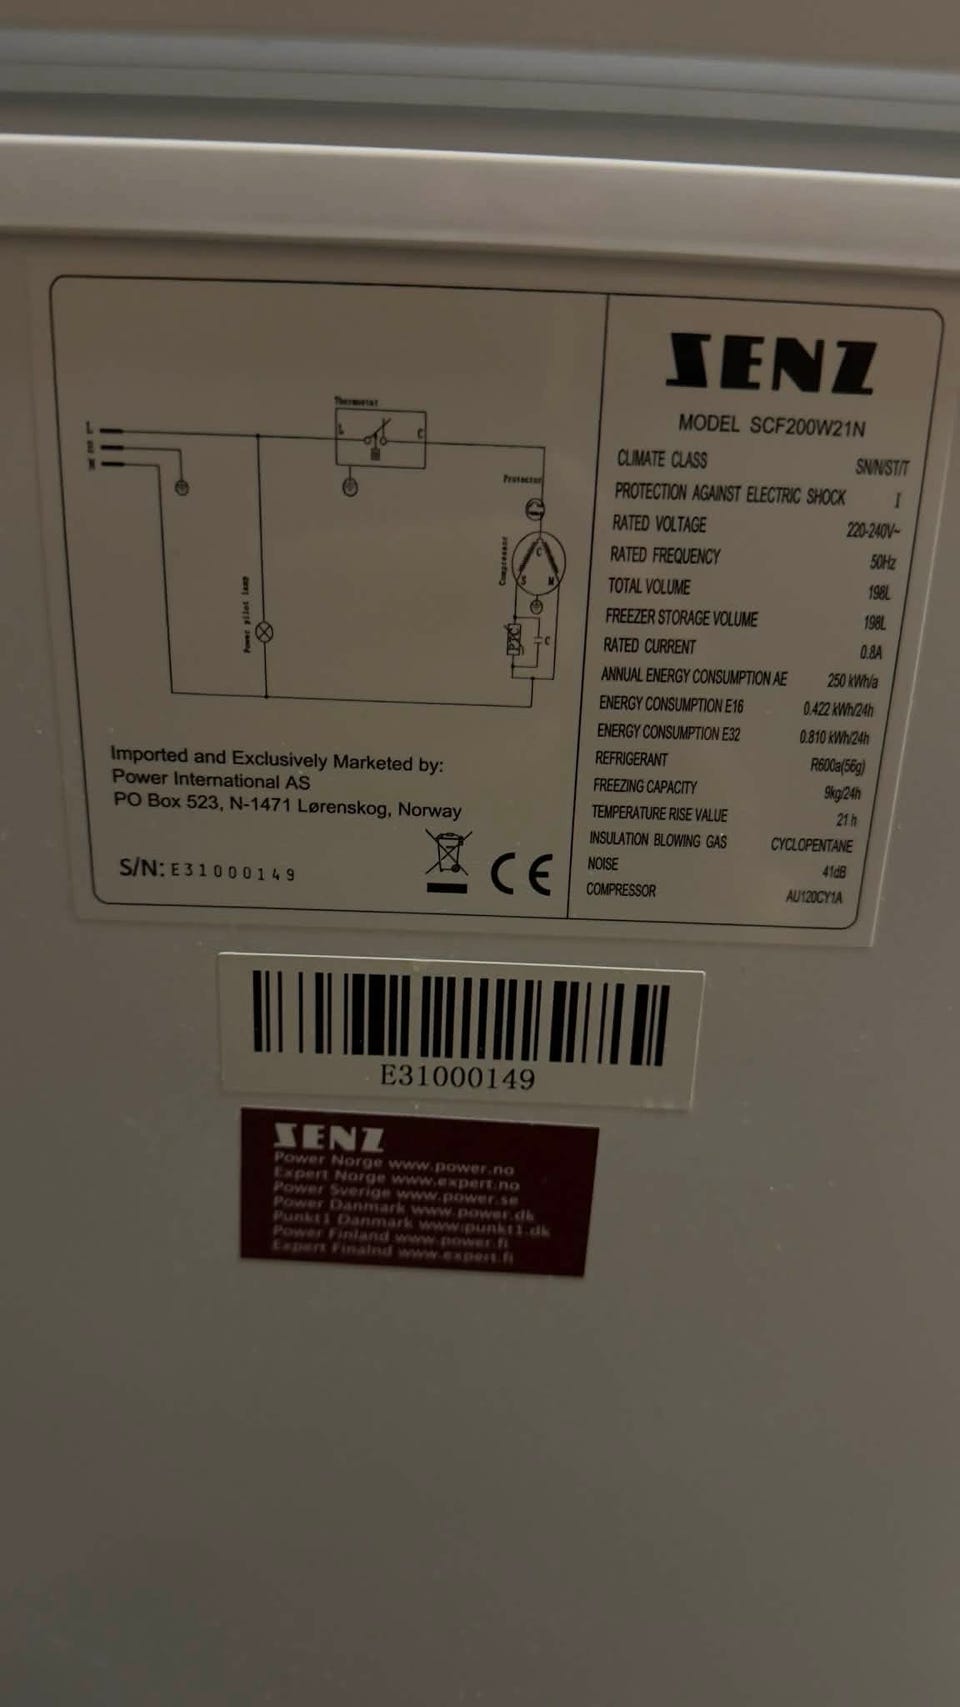 Thermostat
L
L
C
E
N
Protector
Compressor
C
S
M
Power pilot lamp
PTC
C
Imported and Exclusively Marketed by:
Power International AS
PO Box 523, N-1471 Lørenskog, Norway
S/N: E31000149
CE
SENZ
MODEL SCF200W21N
CLIMATE CLASS SN/N/ST/T
PROTECTION AGAINST ELECTRIC SHOCK I
RATED VOLTAGE 220-240V~
RATED FREQUENCY 50Hz
TOTAL VOLUME 198L
FREEZER STORAGE VOLUME 198L
RATED CURRENT 0.8A
ANNUAL ENERGY CONSUMPTION AE 250 kWh/a
ENERGY CONSUMPTION E16 0.422 kWh/24h
ENERGY CONSUMPTION E32 0.810 kWh/24h
REFRIGERANT R600a(56g)
FREEZING CAPACITY 9kg/24h
TEMPERATURE RISE VALUE 21 h
INSULATION BLOWING GAS CYCLOPENTANE
NOISE 41dB
COMPRESSOR AU120CY1A
E31000149
SENZ
Power Norge www.power.no
Expert Norge www.expert.no
Power Sverige www.power.se
Power Danmark www.power.dk
Punkt1 Danmark www.punkt1.dk
Power Finland www.power.fi
Expert Finalnd www.expert.fi